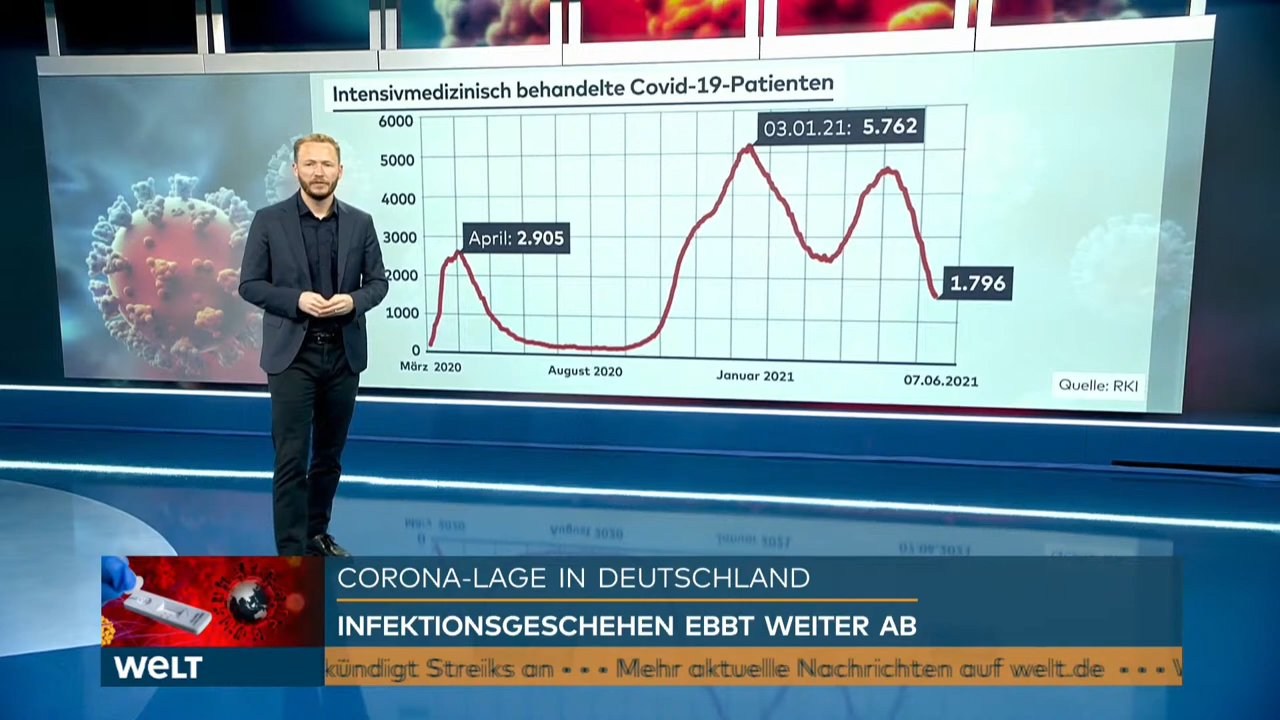 Intensivmedizinisch behandelte Covid-19-Patienten
6000
5000
4000
3000
2000
1000
0
03.01.21: 5.762
April: 2.905
1.796
März 2020
August 2020
Januar 2021
07.06.2021
Quelle: RKI
CORONA-LAGE IN DEUTSCHLAND
INFEKTIONSGESCHEHEN EBBT WEITER AB
welt
kündigt Streiks an • • • Mehr aktuelle Nachrichten auf welt.de • • •